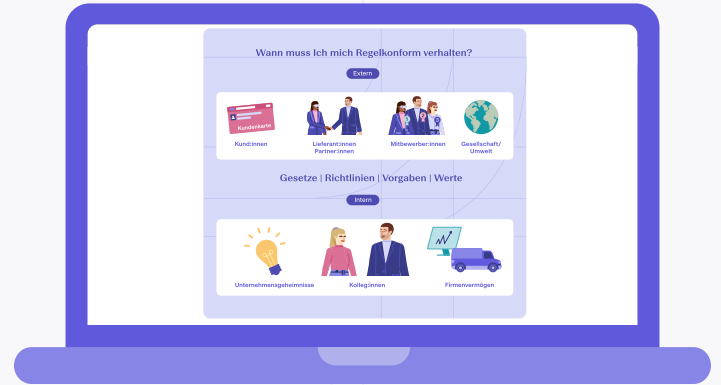 Wann muss Ich mich Regelkonform verhalten?
Extern
Kundenkarte
Kund:innen
Lieferant:innen
Partner:innen
Mitbewerber:innen
Gesellschaft/
Umwelt
Gesetze | Richtlinien | Vorgaben | Werte
Intern
Unternehmensgeheimnisse
Kolleg:innen
Firmenvermögen